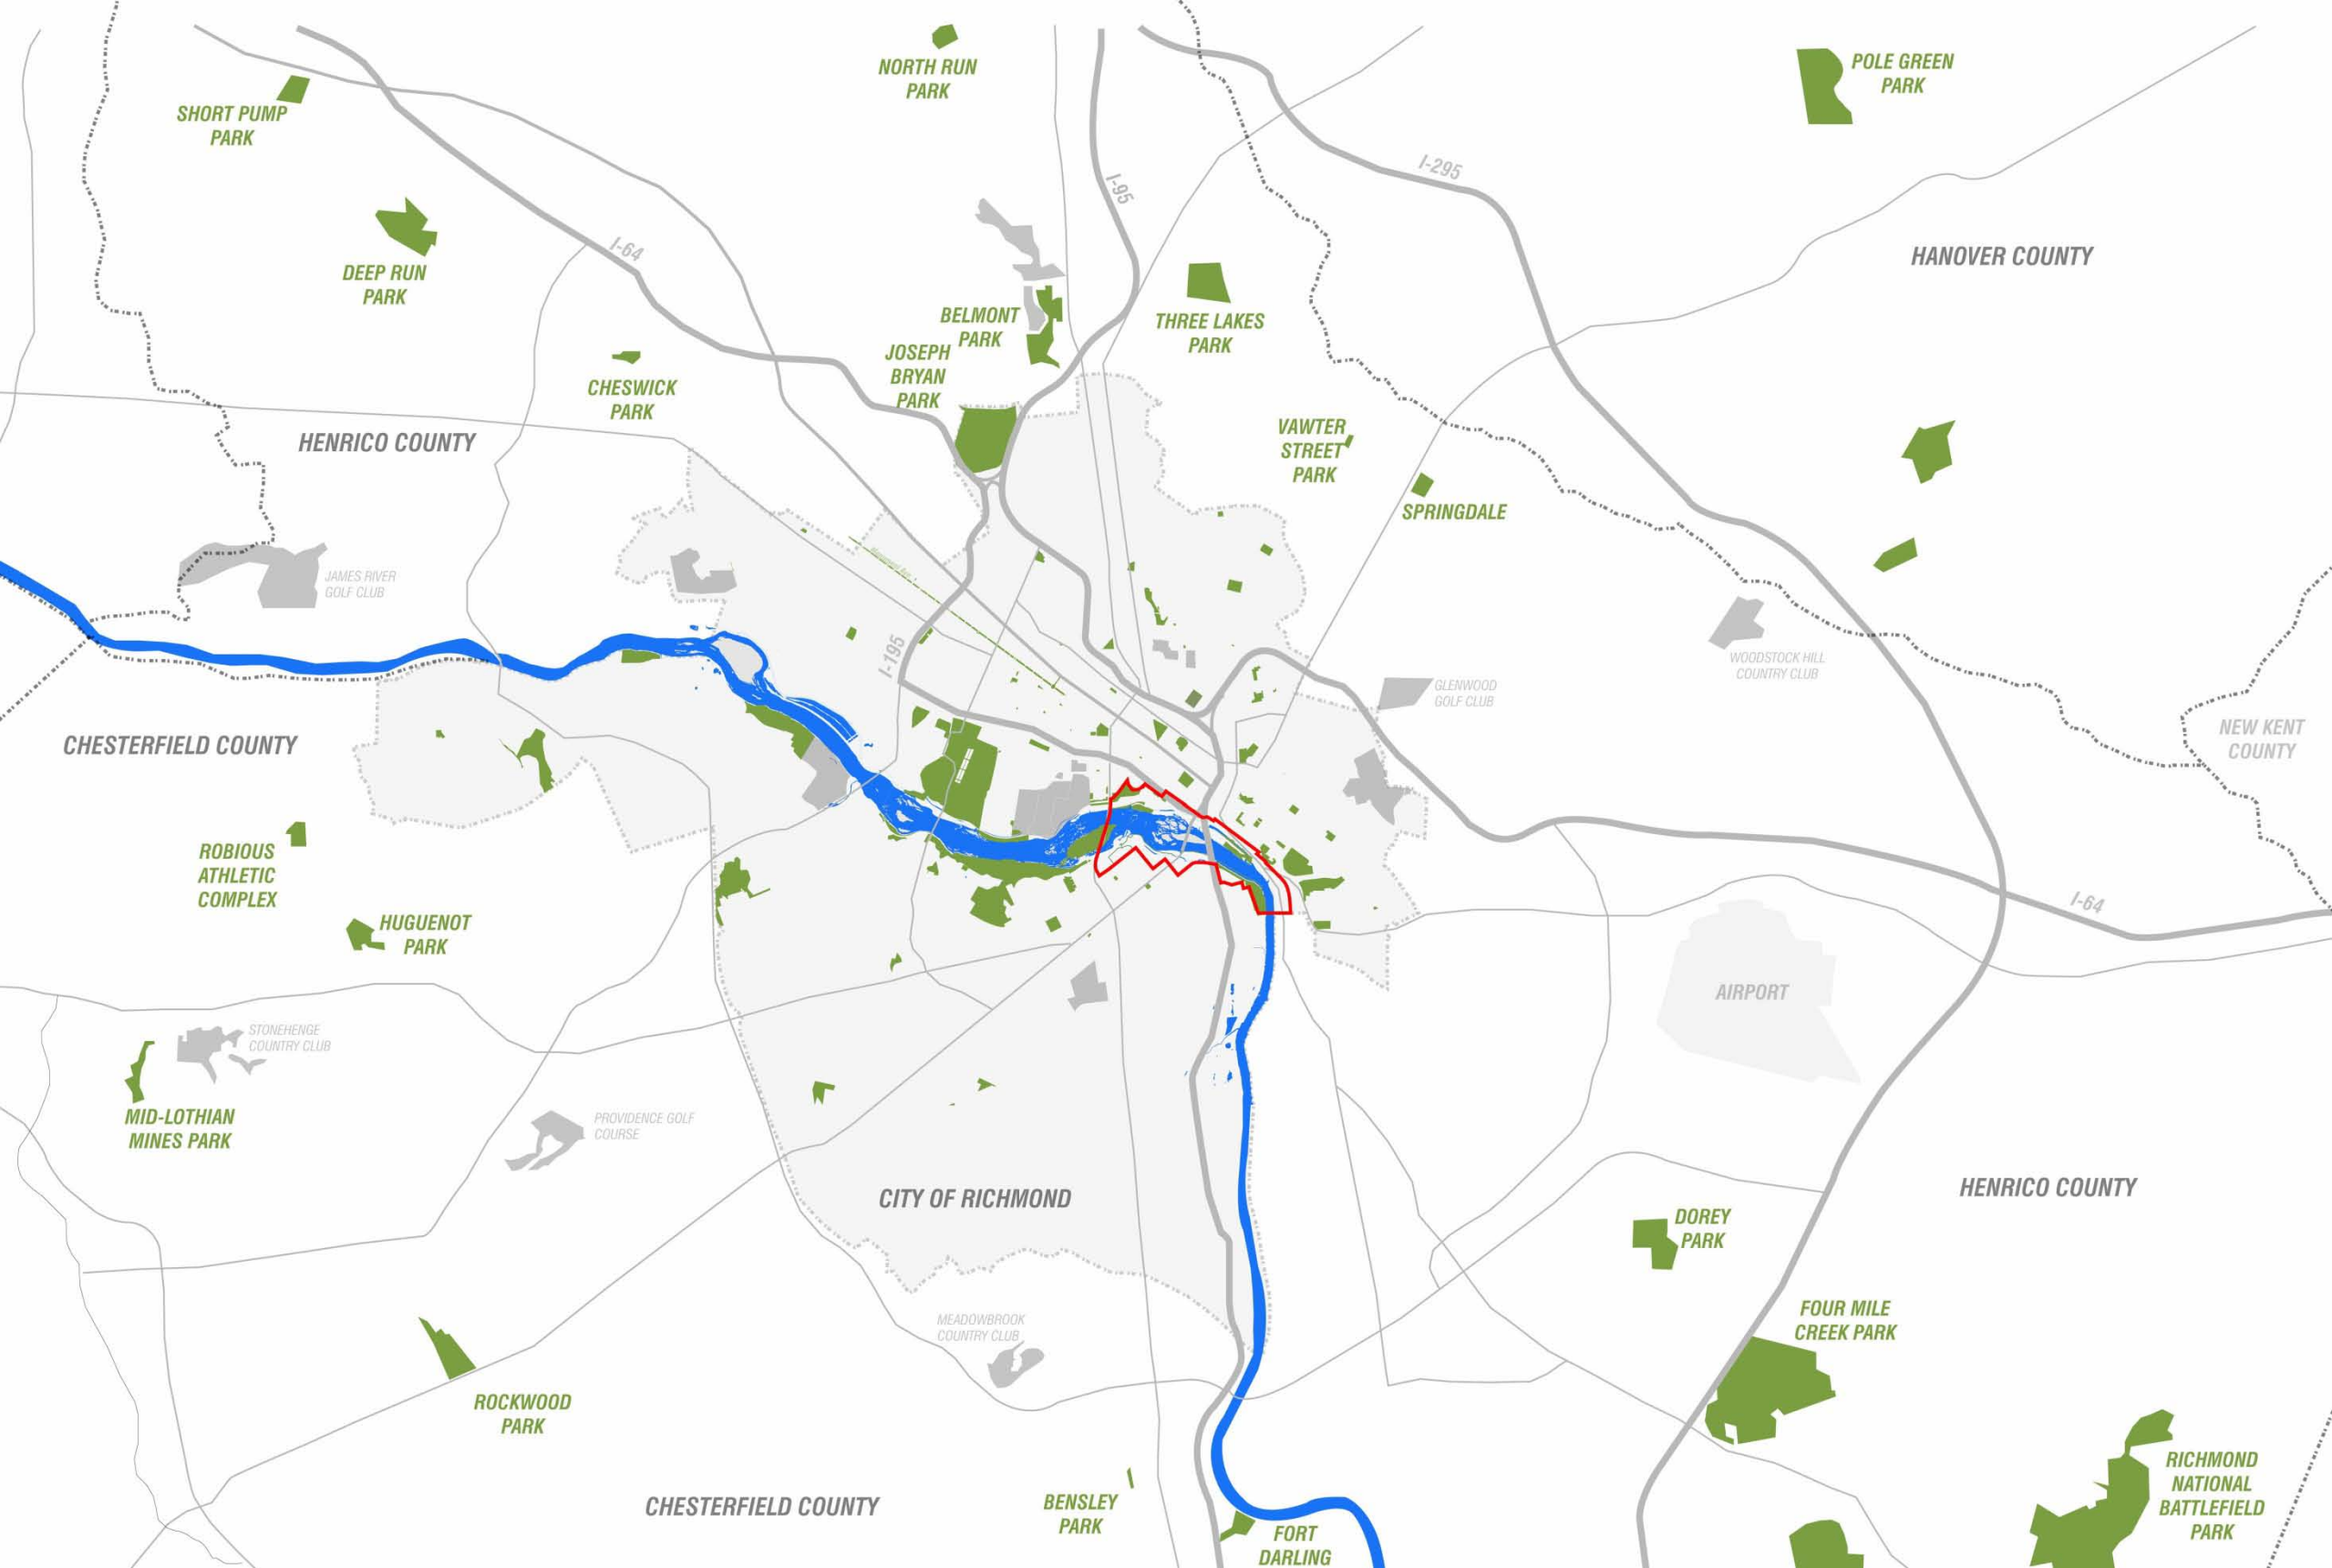 NORTH RUN
PARK
POLE GREEN
PARK
SHORT PUMP
PARK
I-295
I-95
I-64
HANOVER COUNTY
DEEP RUN
PARK
BELMONT
PARK
THREE LAKES
PARK
JOSEPH
BRYAN
PARK
CHESWICK
PARK
HENRICO COUNTY
VAWTER
STREET
PARK
SPRINGDALE
JAMES RIVER
GOLF CLUB
I-195
WOODSTOCK HILL
COUNTRY CLUB
GLENWOOD
GOLF CLUB
NEW KENT
COUNTY
CHESTERFIELD COUNTY
ROBIOUS
ATHLETIC
COMPLEX
HUGUENOT
PARK
I-64
AIRPORT
STONEHENGE
COUNTRY CLUB
MID-LOTHIAN
MINES PARK
PROVIDENCE GOLF
COURSE
CITY OF RICHMOND
HENRICO COUNTY
DOREY
PARK
FOUR MILE
CREEK PARK
MEADOWBROOK
COUNTRY CLUB
ROCKWOOD
PARK
RICHMOND
NATIONAL
BATTLEFIELD
PARK
CHESTERFIELD COUNTY
BENSLEY
PARK
FORT
DARLING